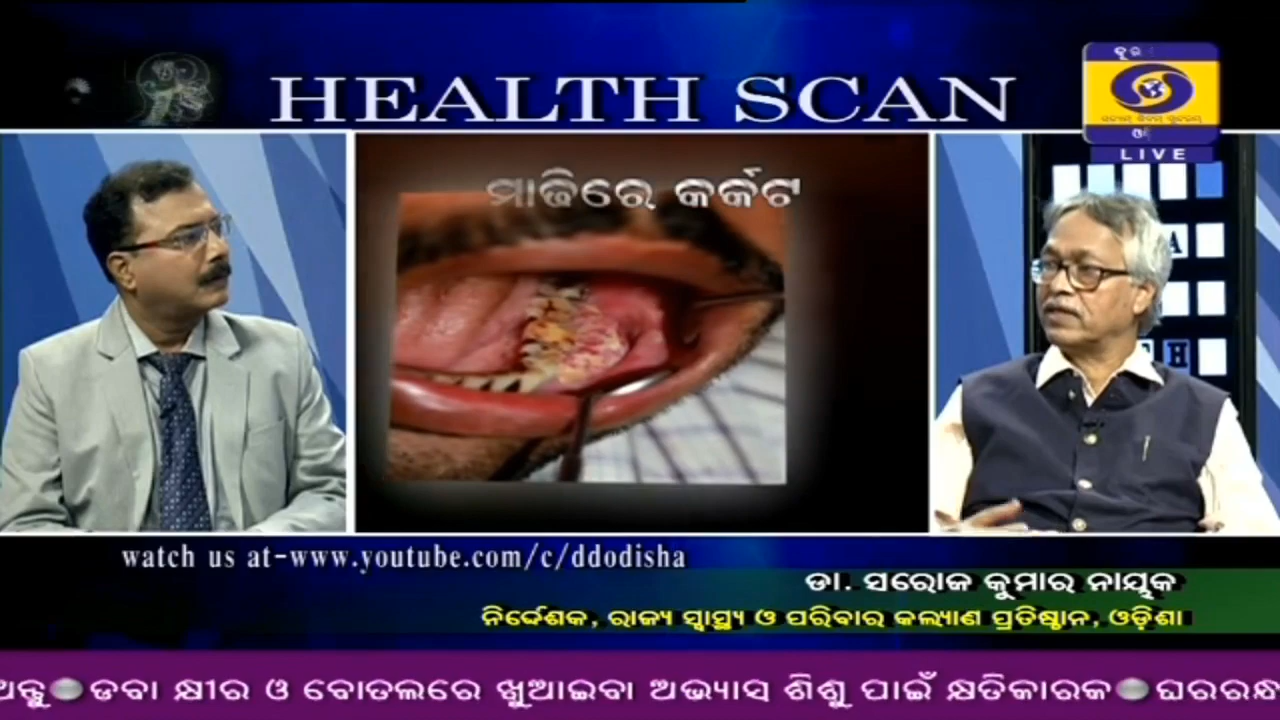 HEALTH SCAN
LIVE
ମାଢିରେ କର୍କଟ
watch us at-www.youtube.com/c/ddodisha
ଡା. ସରୋଜ କୁମାର ନାୟକ
ନିର୍ଦ୍ଦେଶକ, ରାଜ୍ୟ ସ୍ୱାସ୍ଥ୍ୟ ଓ ପରିବାର କଲ୍ୟାଣ ପ୍ରତିଷ୍ଠାନ, ଓଡ଼ିଶା
ଡବା କ୍ଷୀର ଓ ବୋତଲରେ ଖୁଆଇବା ଅଭ୍ୟାସ ଶିଶୁ ପାଇଁ କ୍ଷତିକାରକ